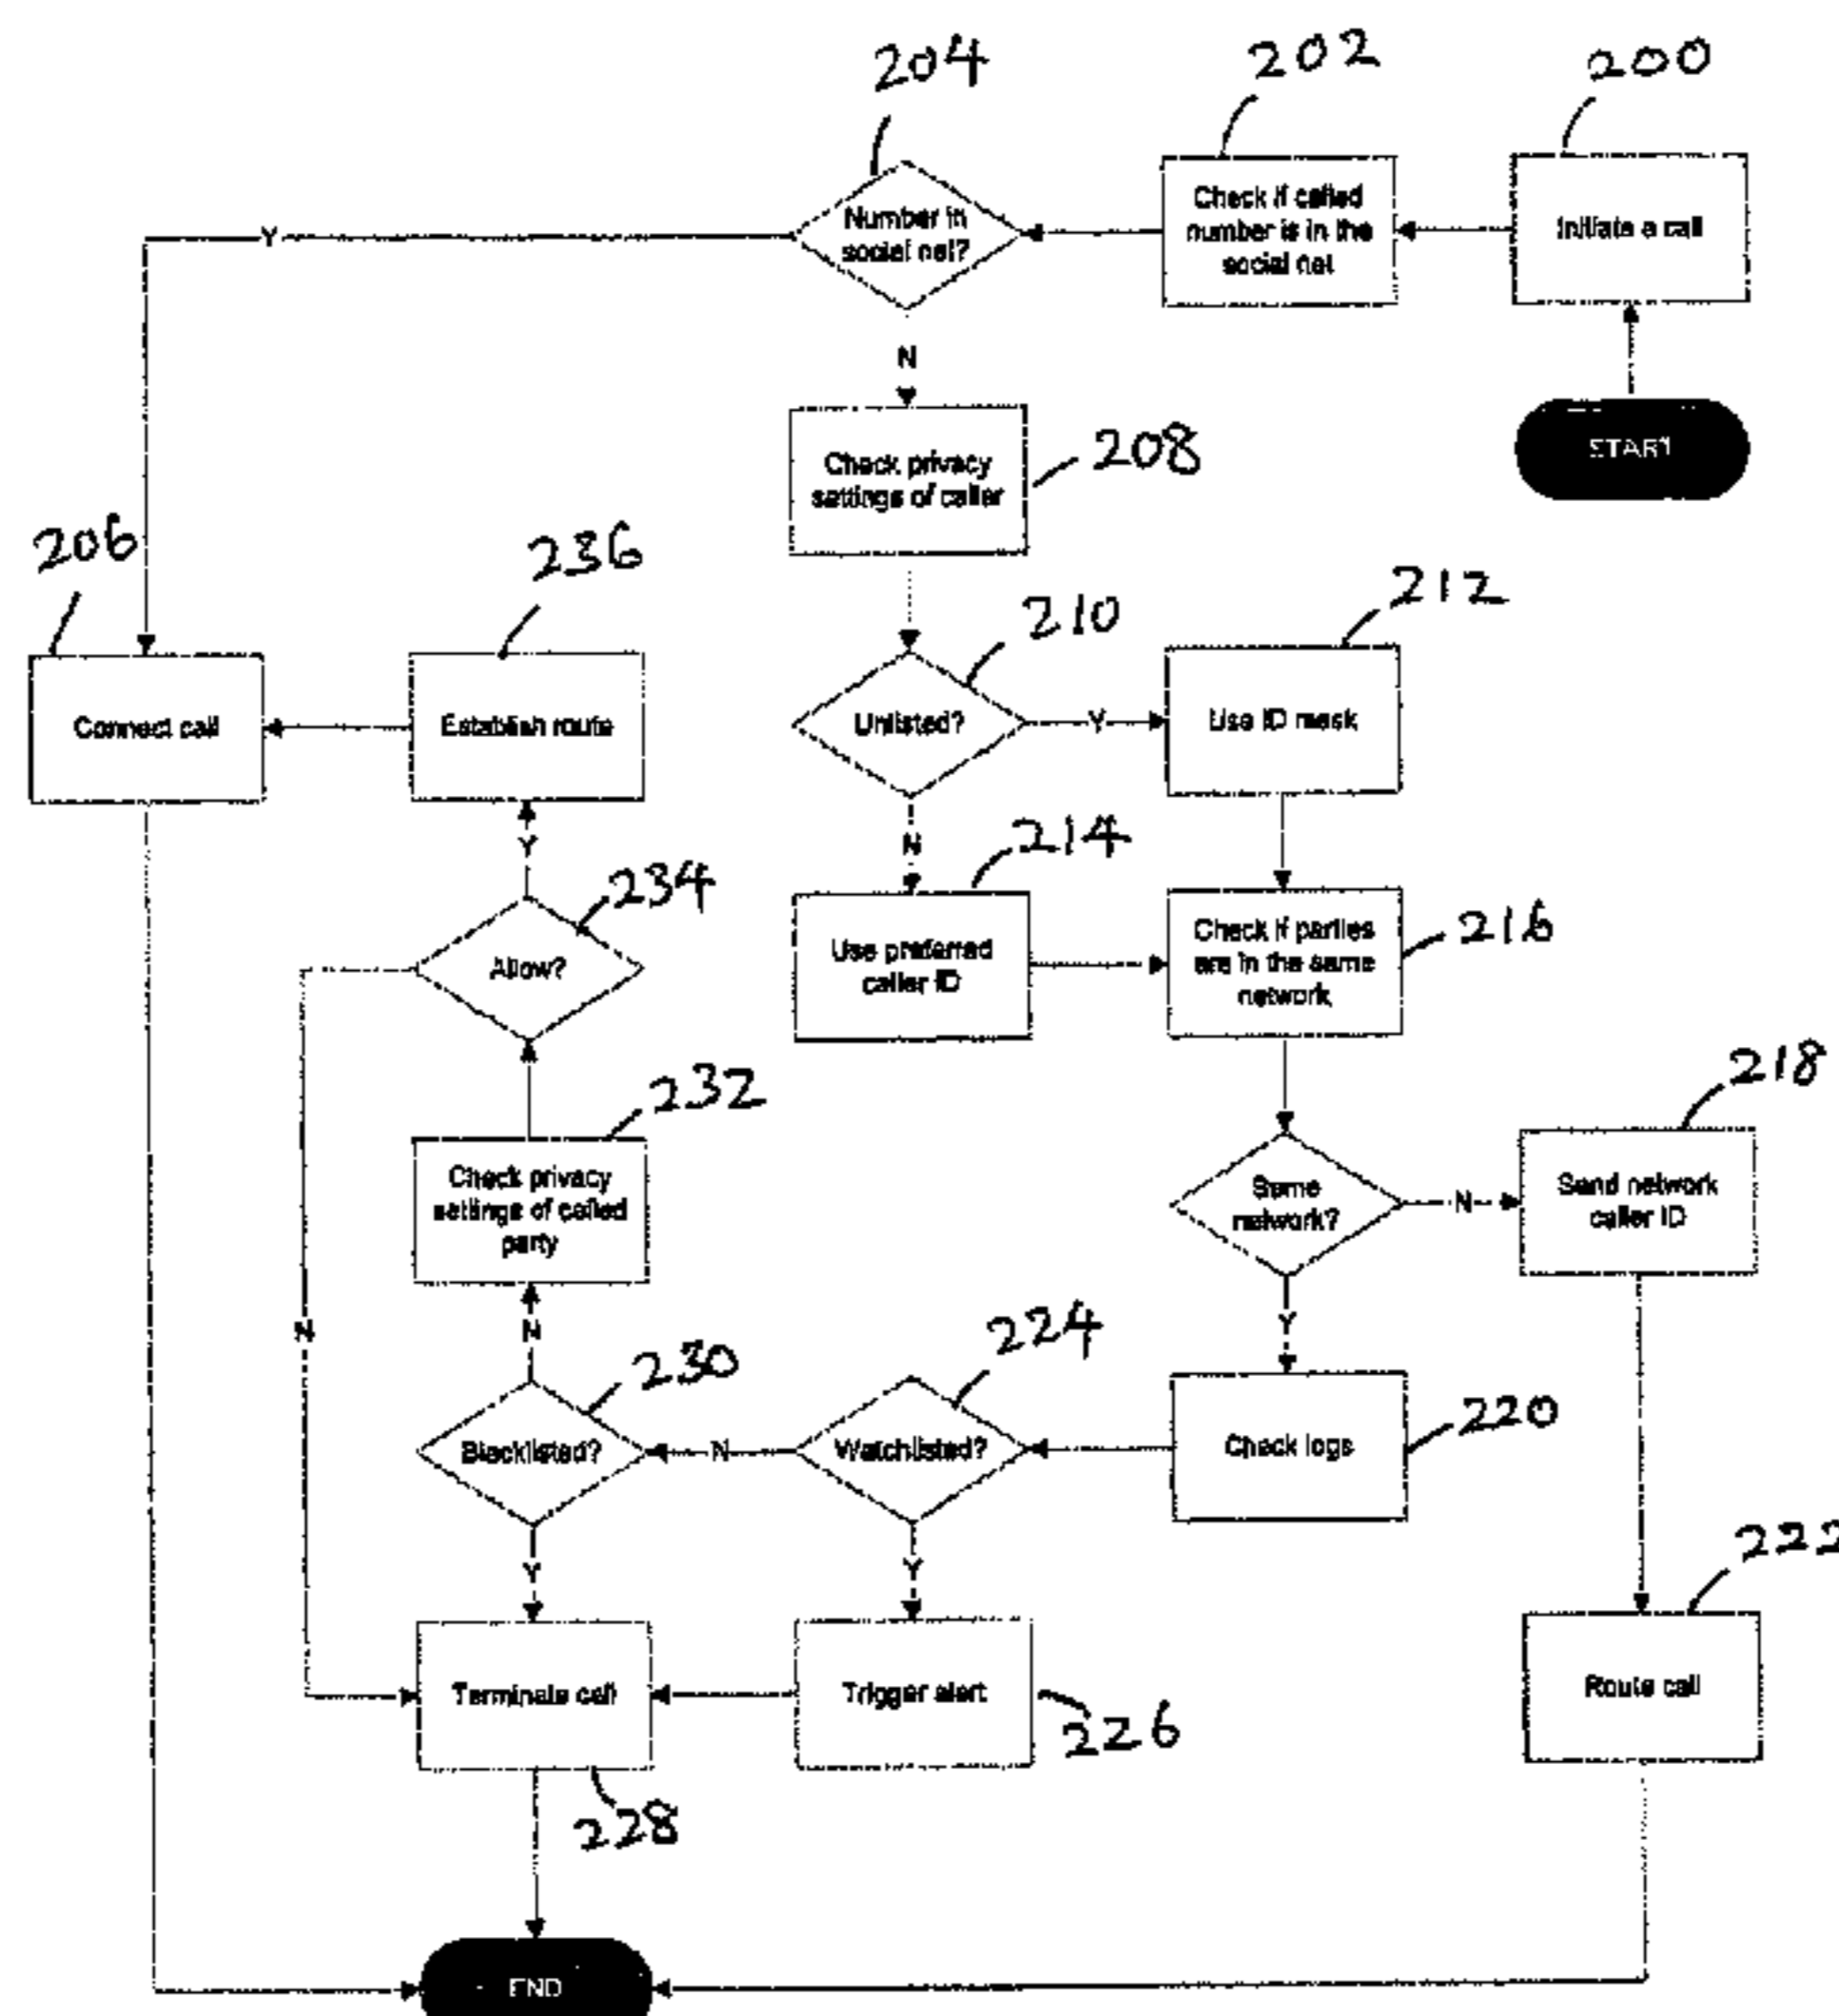 204
202
200
Number in
social net?
Check if called
number is in the
social net
Initiate a call
Y
N
START
Check privacy
settings of caller
208
206
236
210
212
Connect call
Establish route
Unlisted?
Y
Use ID mask
Y
N
214
234
Allow?
Use preferred
caller ID
Check if parties
are in the same
network
216
232
218
Check privacy
settings of called
party
Same
network?
N
Send network
caller ID
N
N
Y
230
224
220
Blacklisted?
N
Watchlisted?
Check logs
Y
Y
222
Terminate call
Trigger alert
Route call
226
228
END